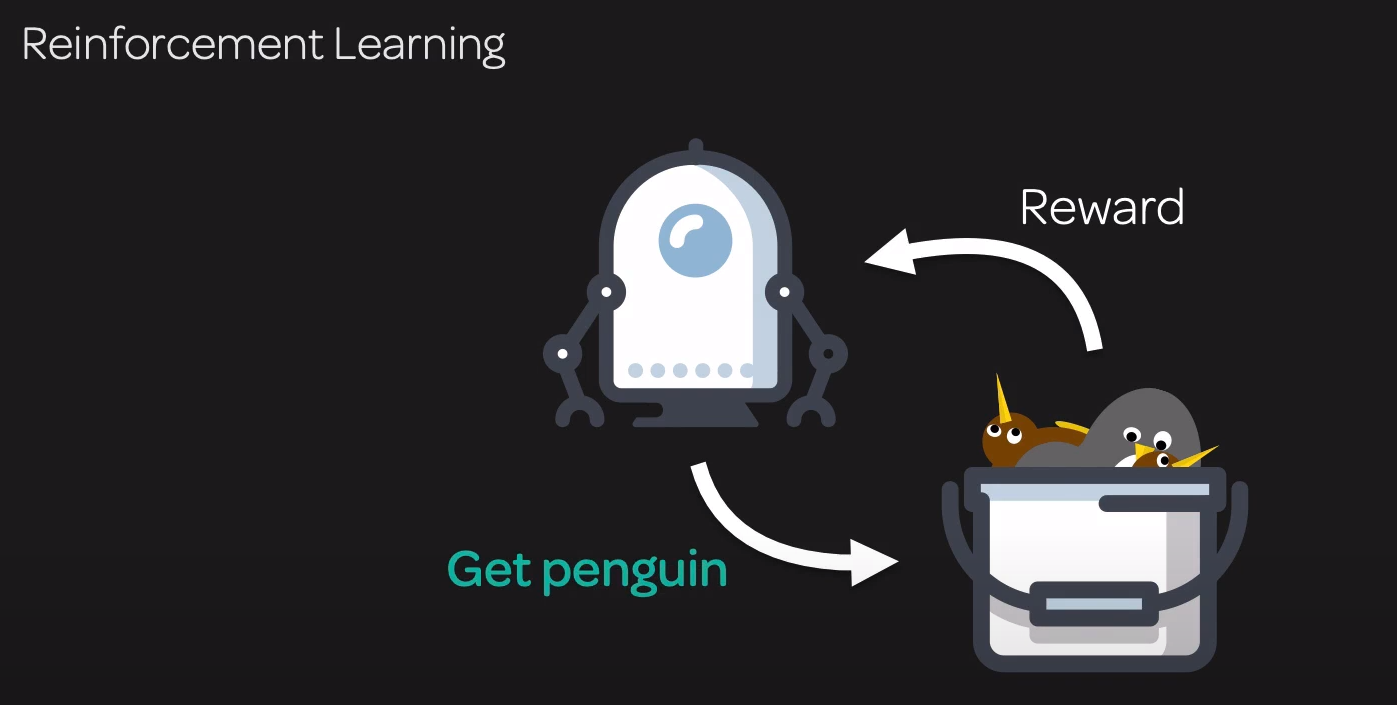 Reinforcement Learning
Reward
Get penguin